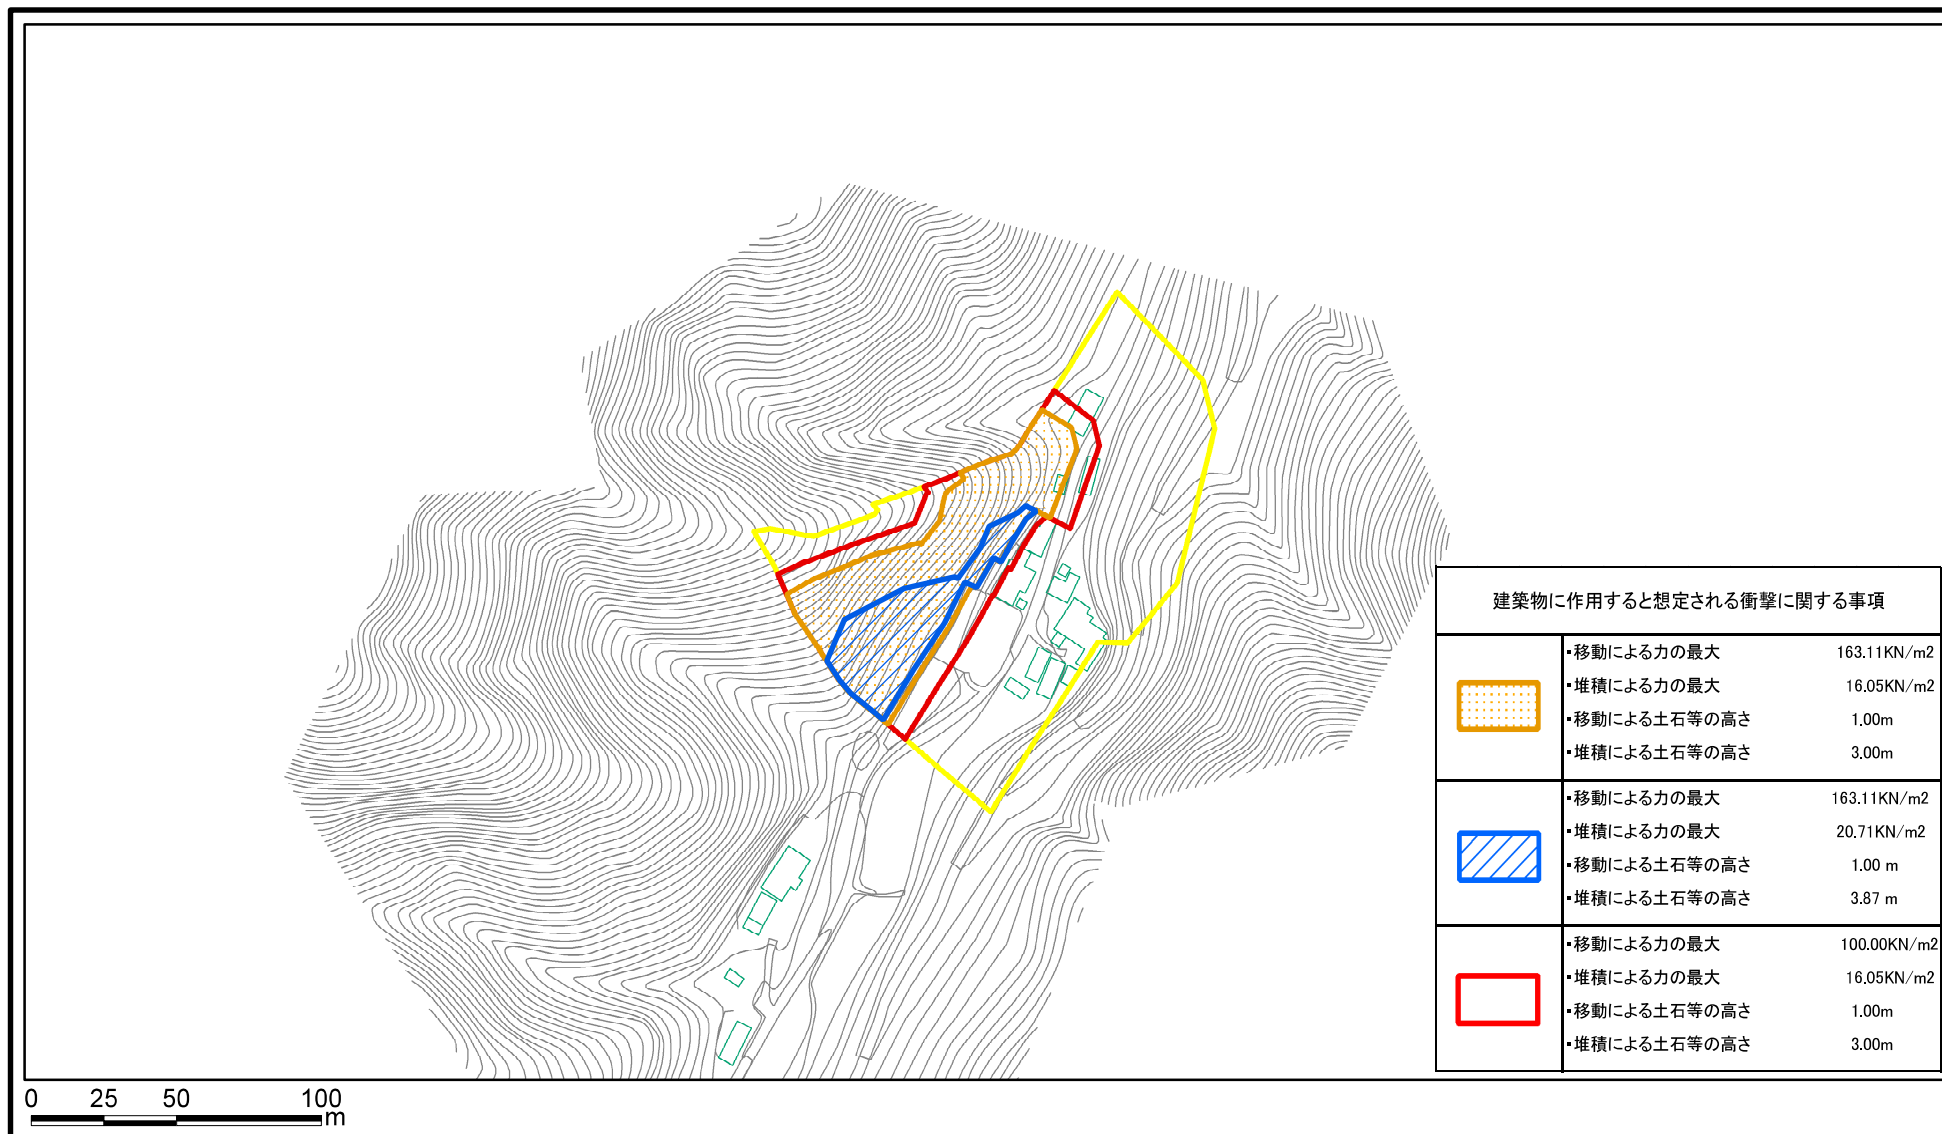 建築物に作用すると想定される衝撃に関する事項
・移動による力の最大 163.11KN/m2
・堆積による力の最大 16.05KN/m2
・移動による土石等の高さ 1.00m
・堆積による土石等の高さ 3.00m
・移動による力の最大 163.11KN/m2
・堆積による力の最大 20.71KN/m2
・移動による土石等の高さ 1.00 m
・堆積による土石等の高さ 3.87 m
・移動による力の最大 100.00KN/m2
・堆積による力の最大 16.05KN/m2
・移動による土石等の高さ 1.00m
・堆積による土石等の高さ 3.00m
0 25 50 100
m